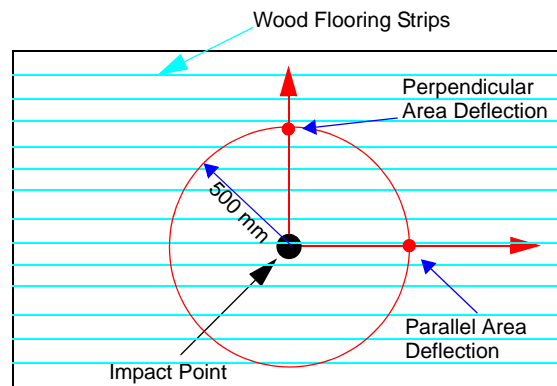 Wood Flooring Strips
Perpendicular
Area Deflection
500 mm
Parallel Area
Deflection
Impact Point